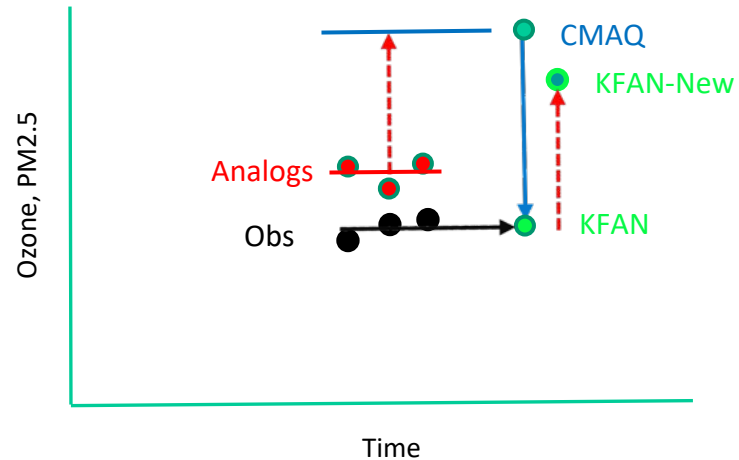 CMAQ
KFAN-New
Analogs
Obs
KFAN
Ozone, PM2.5
Time